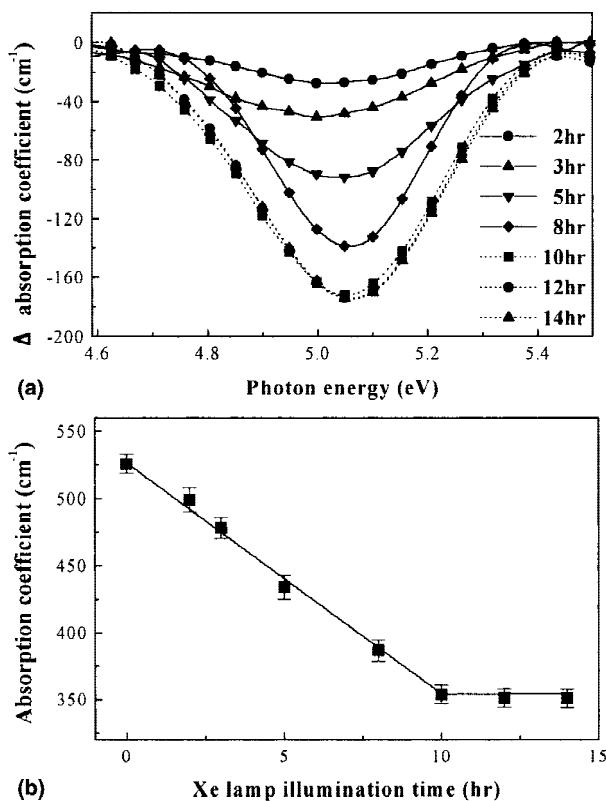 0
-40
-80
-120
-160
-200
Δ absorption coefficient (cm⁻¹)
2hr
3hr
5hr
8hr
10hr
12hr
14hr
4.6 4.8 5.0 5.2 5.4
(a) Photon energy (eV)
550
500
450
400
350
Absorption coefficient (cm⁻¹)
0 5 10 15
(b) Xe lamp illumination time (hr)